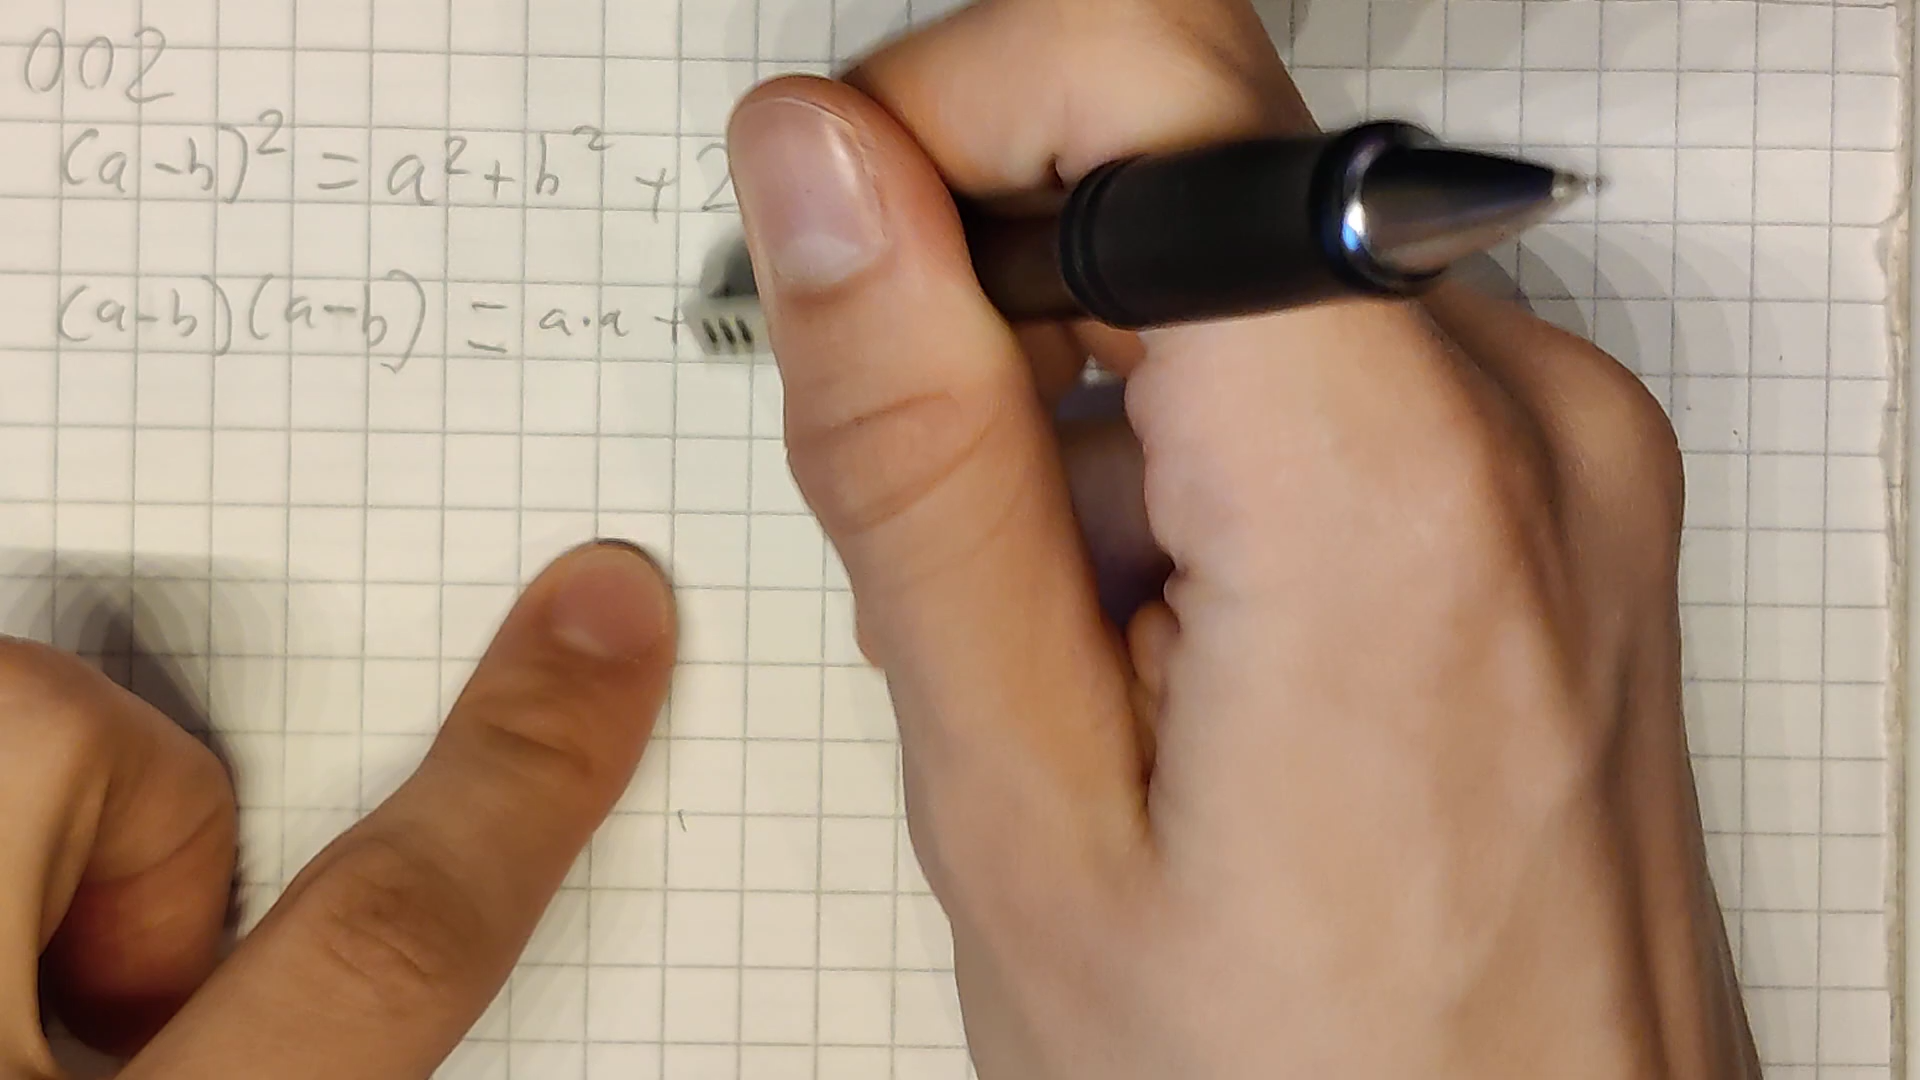 002
(a-b)² = a² + b² + 2
(a-b)(a-b) = a·a +